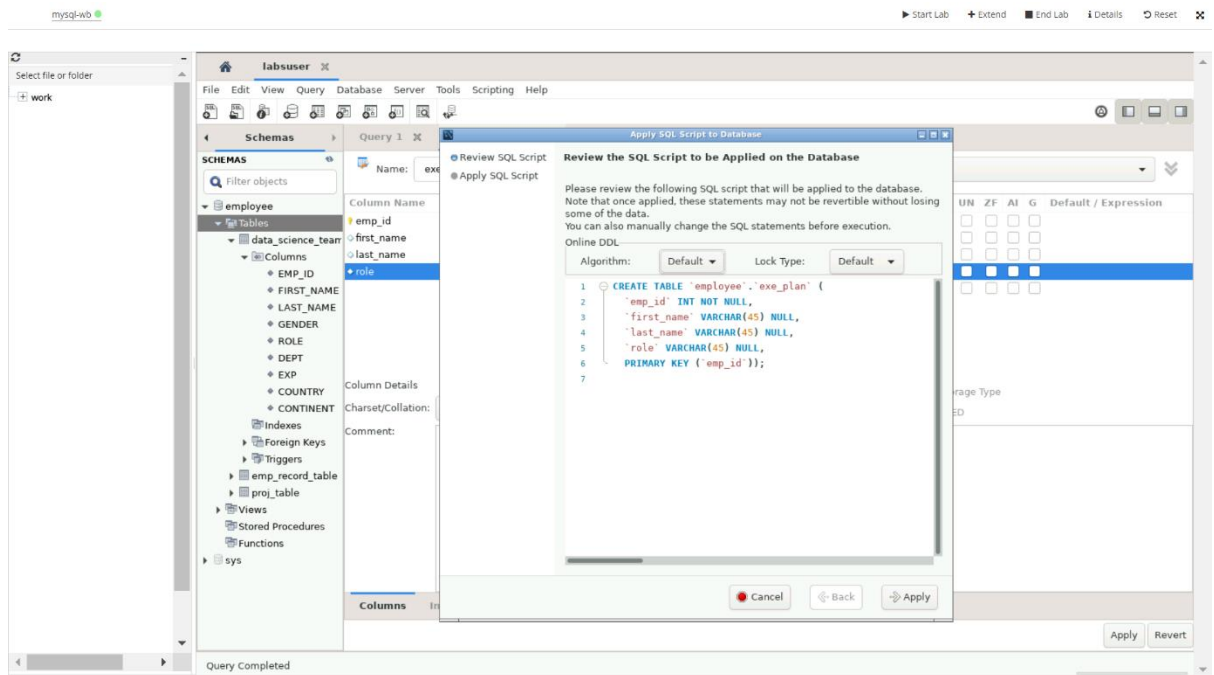 mysql-wb
Start Lab + Extend End Lab i Details Reset
Select file or folder
work
labsuser
File Edit View Query Database Server Tools Scripting Help
Schemas
Query 1
SCHEMAS
Filter objects
employee
Tables
data_science_team
Columns
EMP_ID
FIRST_NAME
LAST_NAME
GENDER
ROLE
DEPT
EXP
COUNTRY
CONTINENT
Indexes
Foreign Keys
Triggers
emp_record_table
proj_table
Views
Stored Procedures
Functions
sys
Name: exe
Column Name
emp_id
first_name
last_name
role
Column Details
Charset/Collation:
Comment:
Columns In
Apply SQL Script to Database
Review SQL Script
Apply SQL Script
Review the SQL Script to be Applied on the Database
Please review the following SQL script that will be applied to the database.
Note that once applied, these statements may not be revertible without losing
some of the data.
You can also manually change the SQL statements before execution.
Online DDL
Algorithm: Default Lock Type: Default
1 CREATE TABLE `employee`.`exe_plan` (
2 `emp_id` INT NOT NULL,
3 `first_name` VARCHAR(45) NULL,
4 `last_name` VARCHAR(45) NULL,
5 `role` VARCHAR(45) NULL,
6 PRIMARY KEY (`emp_id`));
7
Cancel Back Apply
UN ZF AI G Default / Expression
rage Type
ED
Apply Revert
Query Completed